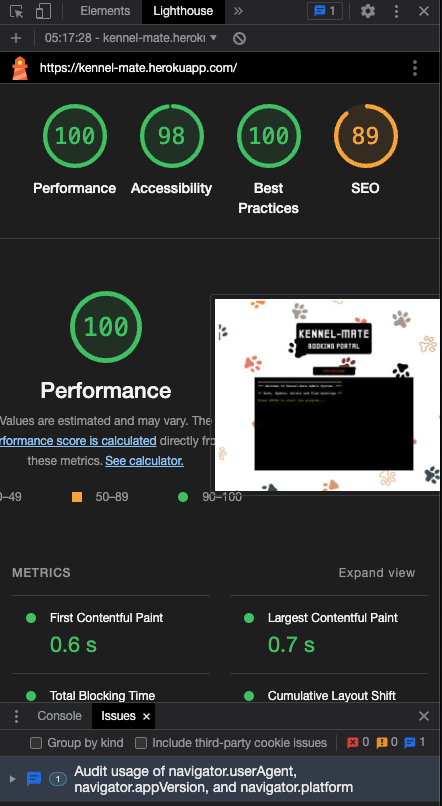 Elements
Lighthouse
»
1
05:17:28 - kennel-mate.heroku
https://kennel-mate.herokuapp.com/
100
98
100
89
Performance
Accessibility
Best
Practices
SEO
100
Performance
Values are estimated and may vary. The
rformance score is calculated directly fro
these metrics. See calculator.
0–49
50–89
90–100
KENNEL-MATE
BOOKING PORTAL
METRICS
Expand view
First Contentful Paint
0.6 s
Largest Contentful Paint
0.7 s
Total Blocking Time
Cumulative Layout Shift
Console
Issues
Group by kind
Include third-party cookie issues
0
0
1
1
Audit usage of navigator.userAgent,
navigator.appVersion, and navigator.platform